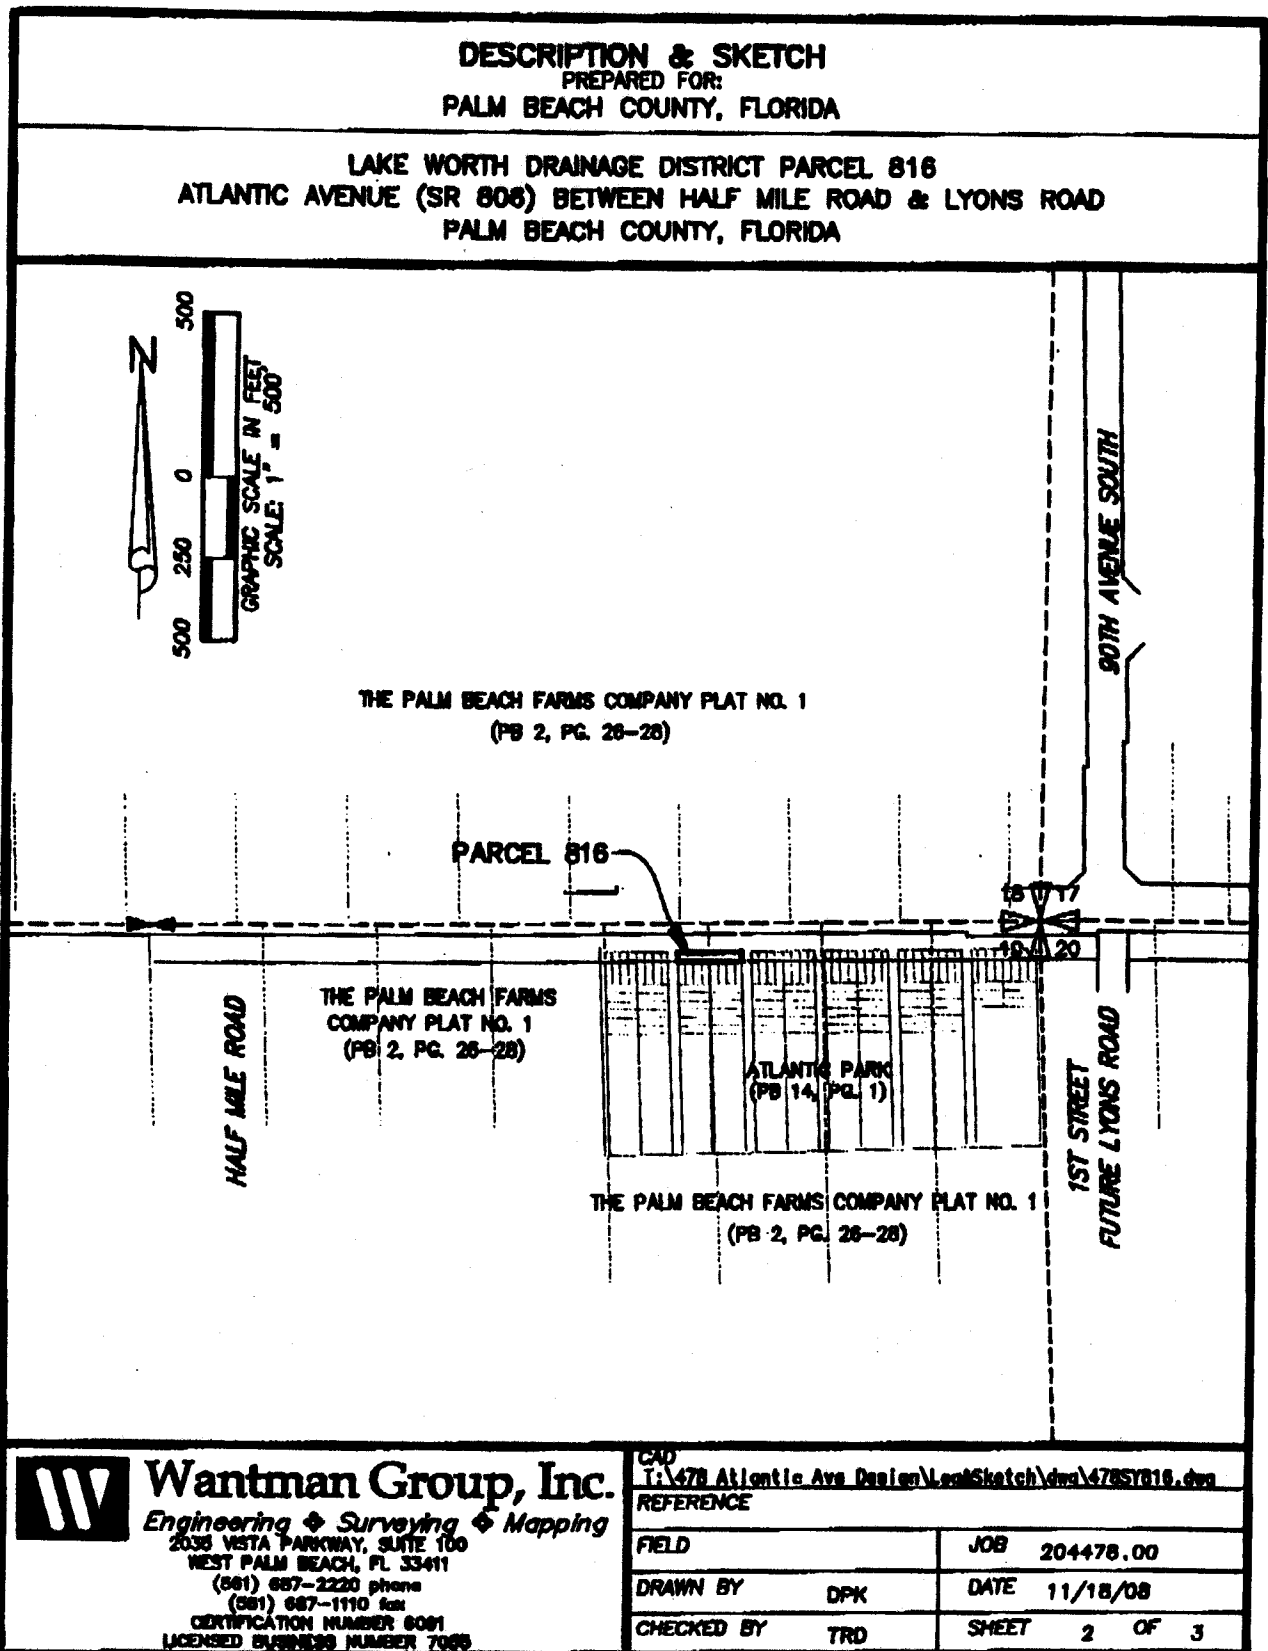 DESCRIPTION & SKETCH
PREPARED FOR:
PALM BEACH COUNTY, FLORIDA
LAKE WORTH DRAINAGE DISTRICT PARCEL 816
ATLANTIC AVENUE (SR 806) BETWEEN HALF MILE ROAD & LYONS ROAD
PALM BEACH COUNTY, FLORIDA
N
500
0
250
500
GRAPHIC SCALE IN FEET
SCALE: 1" = 500'
90TH AVENUE SOUTH
THE PALM BEACH FARMS COMPANY PLAT NO. 1
(PB 2, PG. 26-28)
PARCEL 816
18 17
19 20
HALF MILE ROAD
THE PALM BEACH FARMS
COMPANY PLAT NO. 1
(PB 2, PG. 26-28)
ATLANTIC PARK
(PB 14, PG. 1)
1ST STREET
FUTURE LYONS ROAD
THE PALM BEACH FARMS COMPANY PLAT NO. 1
(PB 2, PG. 26-28)
W
Wantman Group, Inc.
Engineering ❖ Surveying ❖ Mapping
2035 VISTA PARKWAY, SUITE 100
WEST PALM BEACH, FL 33411
(561) 687-2220 phone
(561) 687-1110 fax
CERTIFICATION NUMBER 6091
LICENSED BUSINESS NUMBER 7055
CAD
T:\478 Atlantic Ave Design\LegalSketch\dwg\478SY816.dwg
REFERENCE
FIELD
JOB 204478.00
DRAWN BY DPK
DATE 11/18/08
CHECKED BY TRD
SHEET 2 OF 3